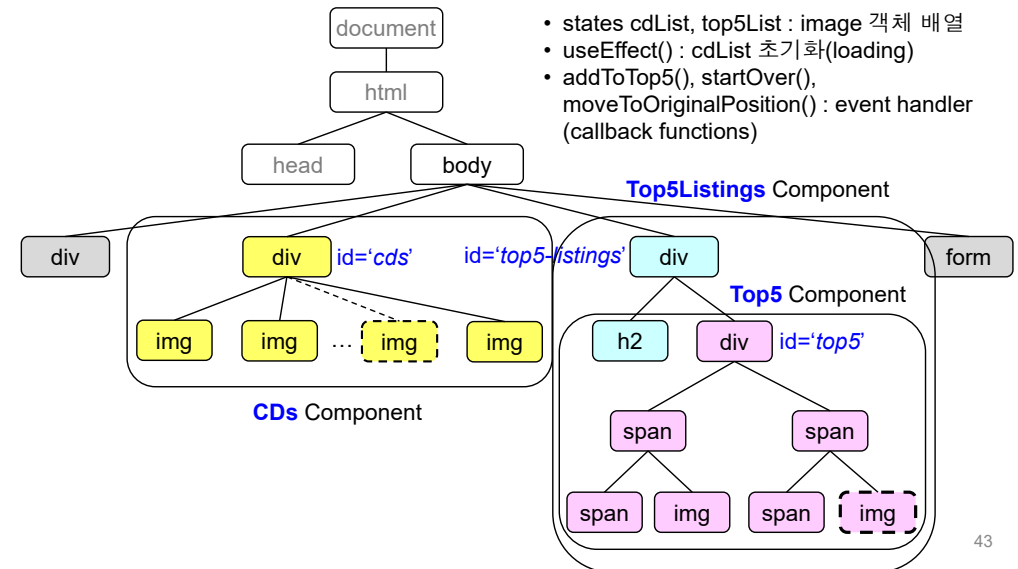 document
• states cdList, top5List : image 객체 배열
• useEffect() : cdList 초기화(loading)
• addToTop5(), startOver(),
moveToOriginalPosition() : event handler
(callback functions)
html
head
body
Top5Listings Component
div
div
id=‘cds’
id=‘top5-listings’
div
form
Top5 Component
img
img
…
img
img
h2
div
id=‘top5’
CDs Component
span
span
span
img
span
img
43